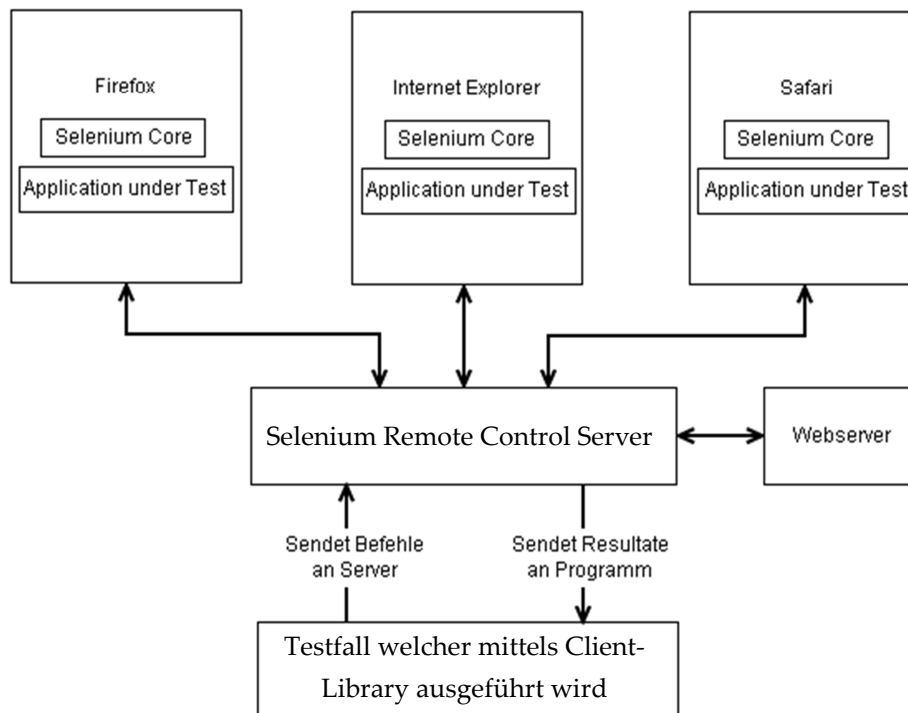 Firefox
Selenium Core
Application under Test
Internet Explorer
Selenium Core
Application under Test
Safari
Selenium Core
Application under Test
Selenium Remote Control Server
Webserver
Sendet Befehle
an Server
Sendet Resultate
an Programm
Testfall welcher mittels Client-
Library ausgeführt wird